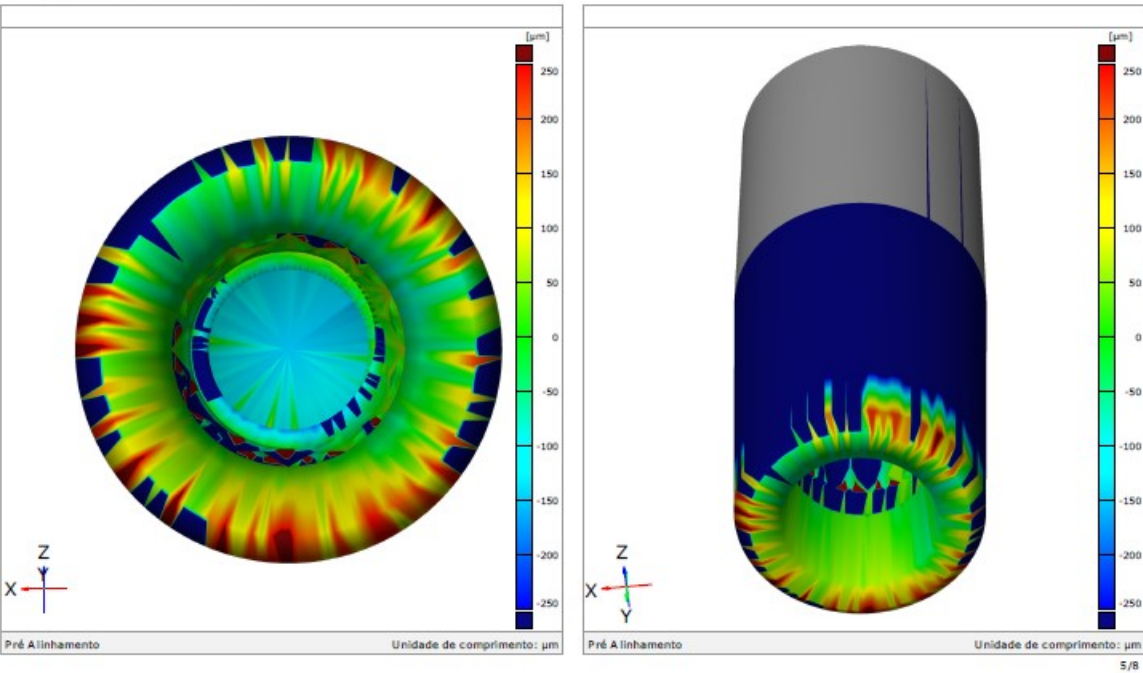 [µm]
250
200
150
100
50
0
-50
-100
-150
-200
-250
Z
Y
X
Pré Alinhamento
Unidade de comprimento: µm
[µm]
250
200
150
100
50
0
-50
-100
-150
-200
-250
Z
X
Y
Pré Alinhamento
Unidade de comprimento: µm
5/8